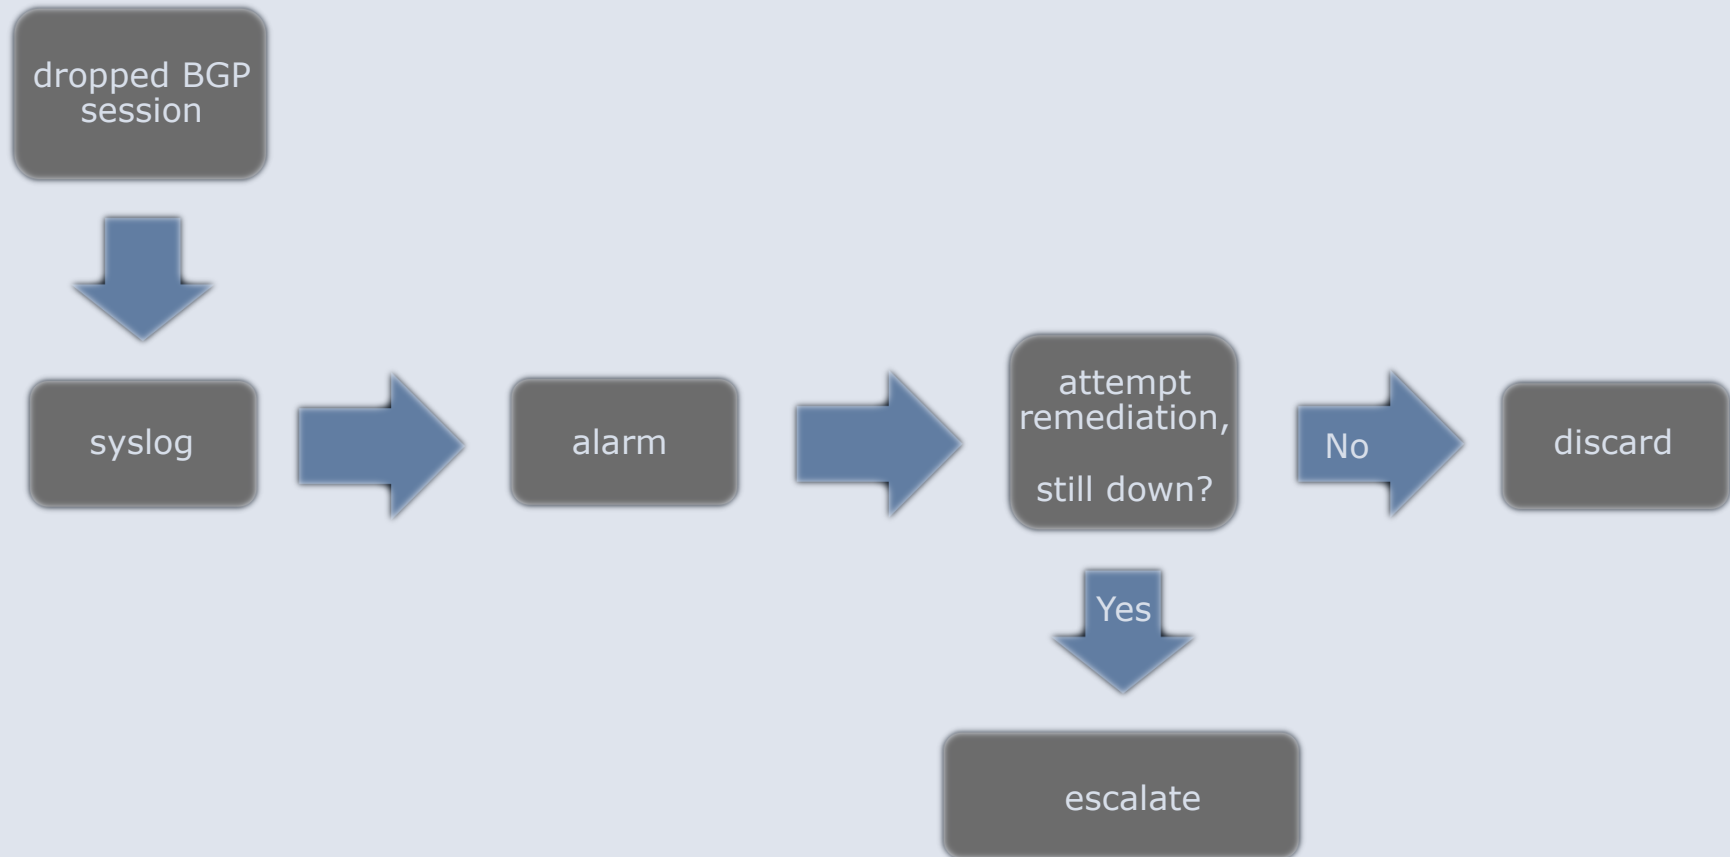 dropped BGP
session
syslog
alarm
attempt
remediation,
still down?
No
discard
Yes
escalate